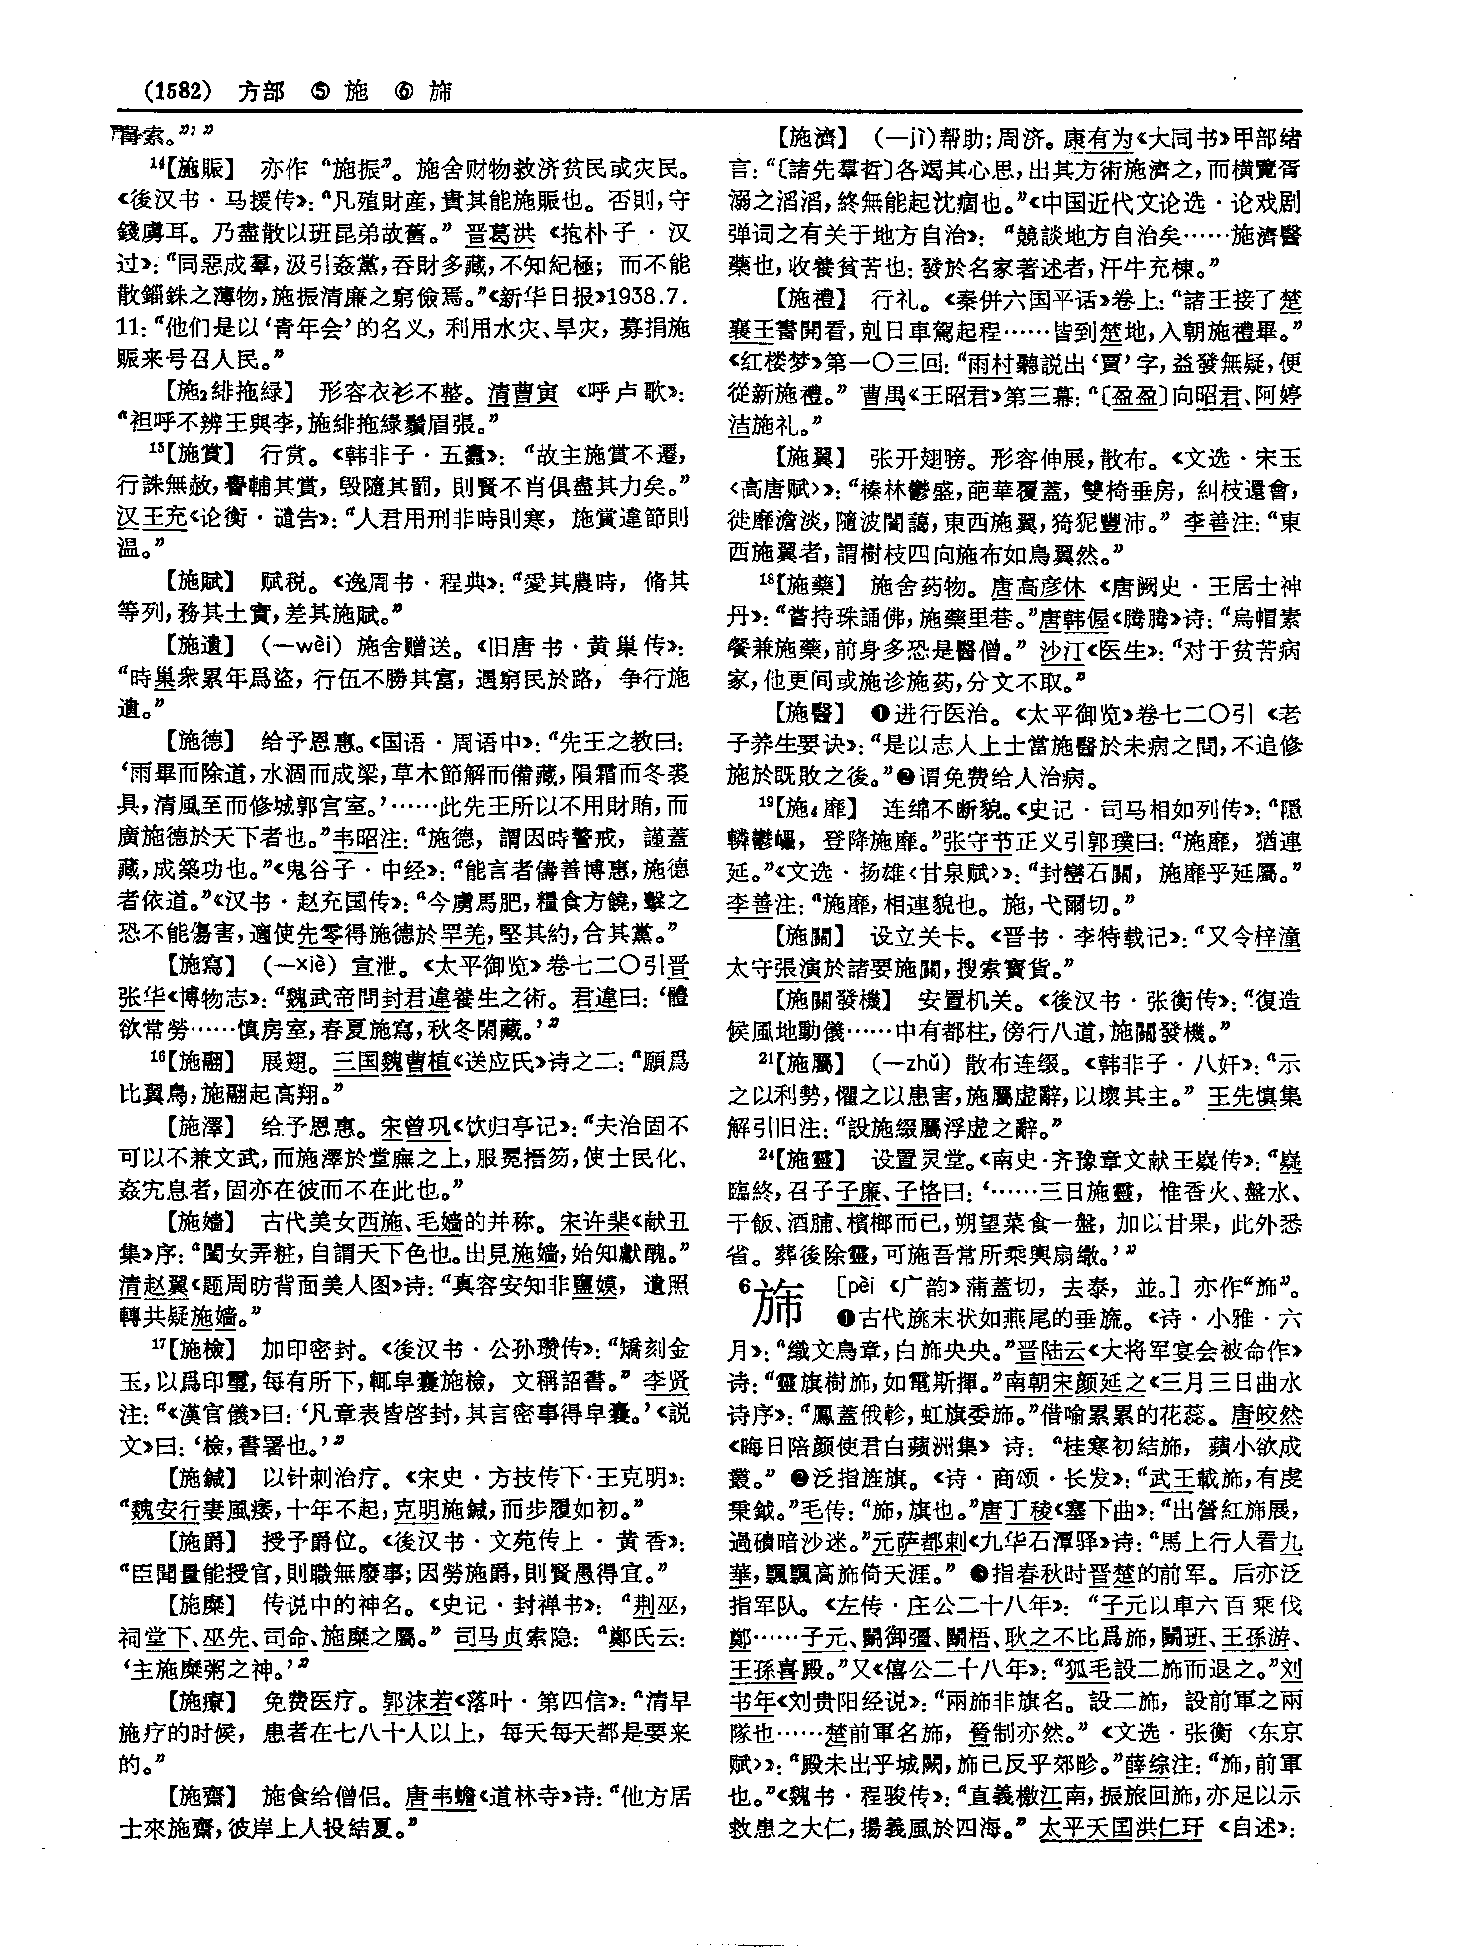 (1582) 方部 ⑤ 施 ⑥ 旆
胥索。”’”
14【施賑】 亦作“施振”。施舍财物救济贫民或灾民。
《後汉书·马援传》：“凡殖財産，貴其能施賑也。否則，守
錢虜耳。乃盡散以班昆弟故舊。” 晋葛洪《抱朴子·汉
过》：“同惡成羣，汲引姦黨，吞財多藏，不知紀極；而不能
散錙銖之薄物，施振清廉之窮儉焉。”《新华日报》1938.7.
11：“他们是以‘青年会’的名义，利用水灾、旱灾，募捐施
赈来号召人民。”
【施2緋拖緑】 形容衣衫不整。清曹寅《呼卢歌》：
“袒呼不辨王與李，施緋拖緑鬚眉張。”
15【施賞】 行赏。《韩非子·五蠹》：“故主施賞不遷，
行誅無赦，譽輔其賞，毁隨其罰，則賢不肖俱盡其力矣。”
汉王充《论衡·谴告》：“人君用刑非時則寒，施賞違節則
温。”
【施賦】 赋税。《逸周书·程典》：“愛其農時，脩其
等列，務其土實，差其施賦。”
【施遺】 （—wèi）施舍赠送。《旧唐书·黄巢传》：
“時巢衆累年爲盜，行伍不勝其富，遇窮民於路，争行施
遺。”
【施德】 给予恩惠。《国语·周语中》：“先王之教曰：
‘雨畢而除道，水涸而成梁，草木節解而備藏，隕霜而冬裘
具，清風至而修城郭宫室。’……此先王所以不用財賄，而
廣施德於天下者也。”韦昭注：“施德，謂因時警戒，謹蓋
藏，成築功也。”《鬼谷子·中经》：“能言者儔善博惠，施德
者依道。”《汉书·赵充国传》：“今虜馬肥，糧食方饒，擊之
恐不能傷害，適使先零得施德於罕羌，堅其約，合其黨。”
【施寫】 （—xiè）宣泄。《太平御览》卷七二〇引晋
张华《博物志》：“魏武帝問封君達養生之術。君達曰：‘體
欲常勞……慎房室，春夏施寫，秋冬閑藏。’”
16【施翮】 展翅。三国魏曹植《送应氏》诗之二：“願爲
比翼鳥，施翮起高翔。”
【施澤】 给予恩惠。宋曾巩《饮归亭记》：“夫治固不
可以不兼文武，而施澤於堂廡之上，服冕搢笏，使士民化、
姦宄息者，固亦在彼而不在此也。”
【施嬙】 古代美女西施、毛嬙的并称。宋许棐《献丑
集》序：“閨女弄粧，自謂天下色也。出見施嬙，始知獻醜。”
清赵翼《题周昉背面美人图》诗：“真容安知非鹽嫫，遺照
轉共疑施嬙。”
17【施檢】 加印密封。《後汉书·公孙瓒传》：“矯刻金
玉，以爲印璽，每有所下，輒皁囊施檢，文稱詔書。” 李贤
注：“《漢官儀》曰：‘凡章表皆啓封，其言密事得皁囊。’《説
文》曰：‘檢，書署也。’”
【施鍼】 以针刺治疗。《宋史·方技传下·王克明》：
“魏安行妻風痿，十年不起，克明施鍼，而步履如初。”
【施爵】 授予爵位。《後汉书·文苑传上·黄香》：
“臣聞量能授官，則職無廢事；因勞施爵，則賢愚得宜。”
【施糜】 传说中的神名。《史记·封禅书》：“荆巫，
祠堂下、巫先、司命、施糜之屬。” 司马贞索隐：“鄭氏云：
‘主施糜粥之神。’”
【施療】 免费医疗。郭沫若《落叶·第四信》：“清早
施疗的时候，患者在七八十人以上，每天每天都是要来
的。”
【施齋】 施食给僧侣。唐韦蟾《道林寺》诗：“他方居
士來施齋，彼岸上人投結夏。”
【施濟】 （—jì）帮助；周济。康有为《大同书》甲部绪
言：“〔諸先羣哲〕各竭其心思，出其方術施濟之，而横覽胥
溺之滔滔，終無能起沈痼也。”《中国近代文论选·论戏剧
弹词之有关于地方自治》：“競談地方自治矣……施濟醫
藥也，收養貧苦也：發於名家著述者，汗牛充棟。”
【施禮】 行礼。《秦併六国平话》卷上：“諸王接了楚
襄王書開看，剋日車駕起程……皆到楚地，入朝施禮畢。”
《红楼梦》第一〇三回：“雨村聽説出‘賈’字，益發無疑，便
從新施禮。” 曹禺《王昭君》第三幕：“〔盈盈〕向昭君、阿婷
洁施礼。”
【施翼】 张开翅膀。形容伸展，散布。《文选·宋玉
〈高唐赋〉》：“榛林鬱盛，葩華覆蓋，雙椅垂房，糾枝還會，
徙靡澹淡，隨波闇藹，東西施翼，猗狔豐沛。” 李善注：“東
西施翼者，謂樹枝四向施布如鳥翼然。”
18【施藥】 施舍药物。唐高彦休《唐阙史·王居士神
丹》：“嘗持珠誦佛，施藥里巷。”唐韩偓《腾腾》诗：“烏帽素
餐兼施藥，前身多恐是醫僧。” 沙汀《医生》：“对于贫苦病
家，他更间或施诊施药，分文不取。”
【施醫】 ❶进行医治。《太平御览》卷七二〇引《老
子养生要诀》：“是以志人上士當施醫於未病之間，不追修
施於既敗之後。”❷谓免费给人治病。
19【施4靡】 连绵不断貌。《史记·司马相如列传》：“隱
轔鬱㠥，登降施靡。”张守节正义引郭璞曰：“施靡，猶連
延。”《文选·扬雄〈甘泉赋〉》：“封巒石關，施靡乎延屬。”
李善注：“施靡，相連貌也。施，弋爾切。”
【施關】 设立关卡。《晋书·李特载记》：“又令梓潼
太守張演於諸要施關，搜索寶貨。”
【施關發機】 安置机关。《後汉书·张衡传》：“復造
候風地動儀……中有都柱，傍行八道，施關發機。”
21【施屬】 （—zhǔ）散布连缀。《韩非子·八奸》：“示
之以利勢，懼之以患害，施屬虚辭，以壞其主。” 王先慎集
解引旧注：“設施綴屬浮虚之辭。”
24【施靈】 设置灵堂。《南史·齐豫章文献王嶷传》：“嶷
臨終，召子子廉、子恪曰：‘……三日施靈，惟香火、盤水、
干飯、酒脯、檳榔而已，朔望菜食一盤，加以甘果，此外悉
省。葬後除靈，可施吾常所乘輿扇繖。’”
6旆 ［pèi《广韵》蒲蓋切，去泰，並。］亦作“斾”。
❶古代旐末状如燕尾的垂旒。《诗·小雅·六
月》：“織文鳥章，白旆央央。”晋陆云《大将军宴会被命作》
诗：“靈旗樹旆，如電斯揮。”南朝宋颜延之《三月三日曲水
诗序》：“鳳蓋俄軫，虹旗委旆。”借喻累累的花蕊。唐皎然
《晦日陪颜使君白蘋洲集》诗：“桂寒初結旆，蘋小欲成
叢。” ❷泛指旌旗。《诗·商颂·长发》：“武王載旆，有虔
秉鉞。”毛传：“旆，旗也。”唐丁稜《塞下曲》：“出營紅旆展，
過磧暗沙迷。”元萨都剌《九华石潭驿》诗：“馬上行人看九
華，飄飄高旆倚天涯。” ❸指春秋时晋楚的前军。后亦泛
指军队。《左传·庄公二十八年》：“子元以車六百乘伐
鄭……子元、鬭御彊、鬭梧、耿之不比爲旆，鬭班、王孫游、
王孫喜殿。”又《僖公二十八年》：“狐毛設二旆而退之。”刘
书年《刘贵阳经说》：“兩旆非旗名。設二旆，設前軍之兩
隊也……楚前軍名旆，晉制亦然。”《文选·张衡〈东京
赋〉》：“殿未出乎城闕，旆已反乎郊畛。”薛综注：“旆，前軍
也。”《魏书·程骏传》：“直義檄江南，振旅回旆，亦足以示
救患之大仁，揚義風於四海。” 太平天囯洪仁玕《自述》：